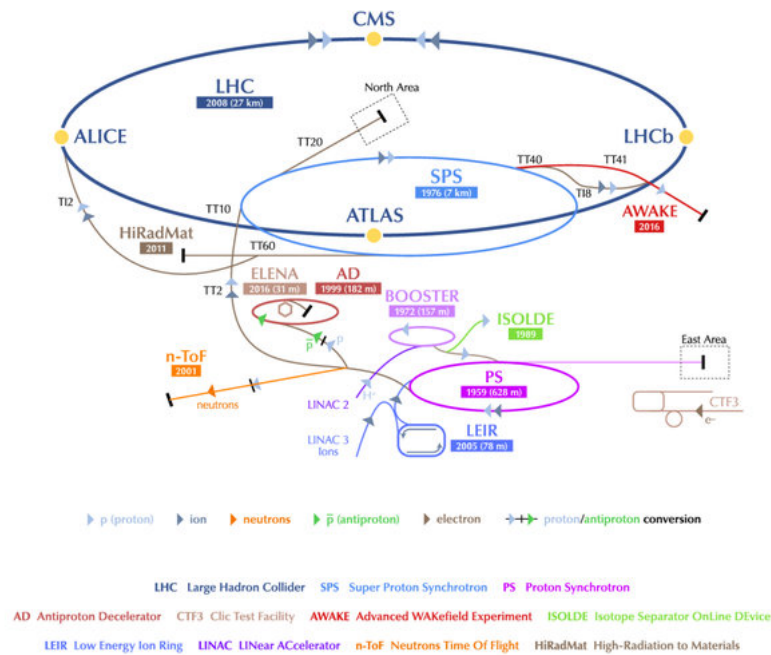 CMS
LHC
2008 (27 km)
North Area
ALICE
LHCb
TT20
TT40
TT41
SPS
1976 (7 km)
TI2
TI8
TT10
ATLAS
AWAKE
2016
HiRadMat
2011
TT60
ELENA
2016 (31 m)
AD
1999 (182 m)
TT2
BOOSTER
1972 (157 m)
ISOLDE
1989
p̄
p
East Area
n-ToF
2001
PS
1959 (628 m)
neutrons
LINAC 2
H⁺
CTF3
e⁻
LINAC 3
Ions
LEIR
2005 (78 m)
p (proton) ion neutrons p̄ (antiproton) electron proton/antiproton conversion
LHC Large Hadron Collider SPS Super Proton Synchrotron PS Proton Synchrotron
AD Antiproton Decelerator CTF3 Clic Test Facility AWAKE Advanced WAKefield Experiment ISOLDE Isotope Separator OnLine DEvice
LEIR Low Energy Ion Ring LINAC LINear ACcelerator n-ToF Neutrons Time Of Flight HiRadMat High-Radiation to Materials